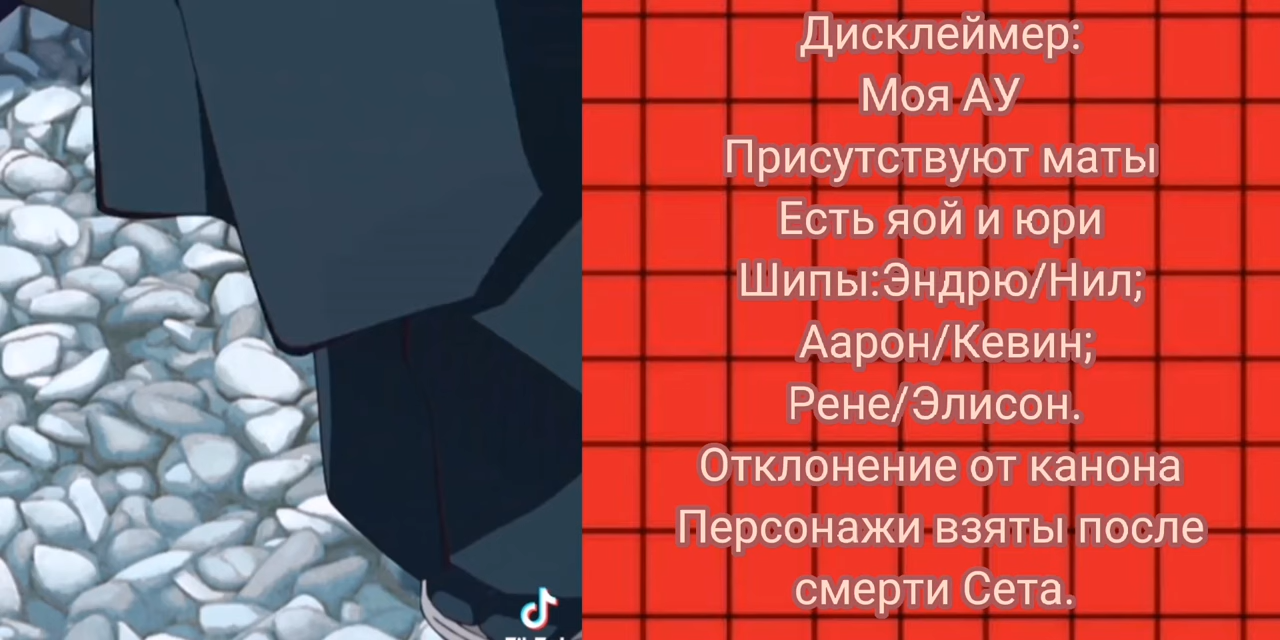 Дисклеймер:
Моя АУ
Присутствуют маты
Есть яой и юри
Шипы:Эндрю/Нил;
Аарон/Кевин;
Рене/Элисон.
Отклонение от канона
Персонажи взяты после
смерти Сета.